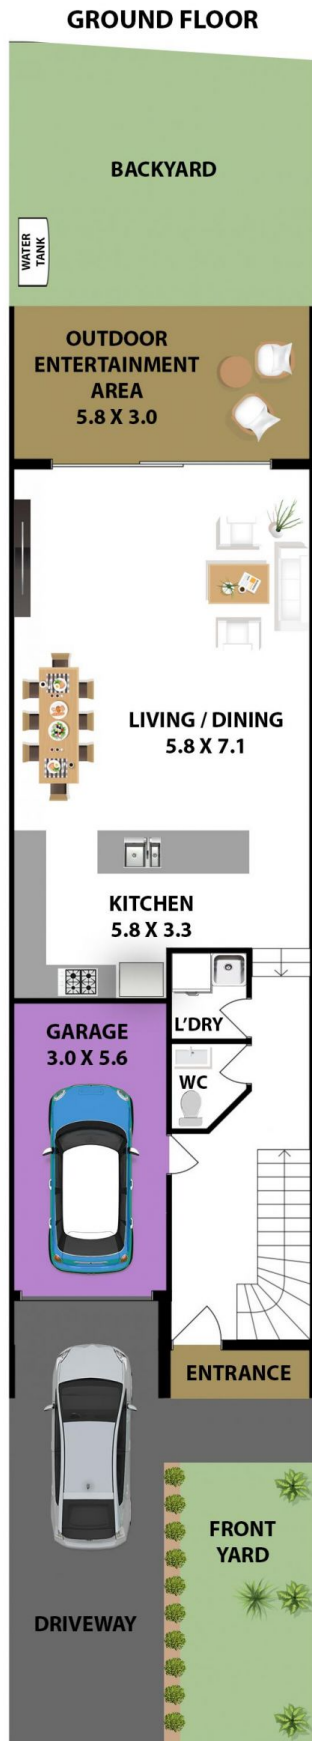 GROUND FLOOR
BACKYARD
WATER
TANK
OUTDOOR
ENTERTAINMENT
AREA
5.8 X 3.0
LIVING / DINING
5.8 X 7.1
KITCHEN
5.8 X 3.3
L'DRY
GARAGE
3.0 X 5.6
WC
ENTRANCE
FRONT
YARD
DRIVEWAY